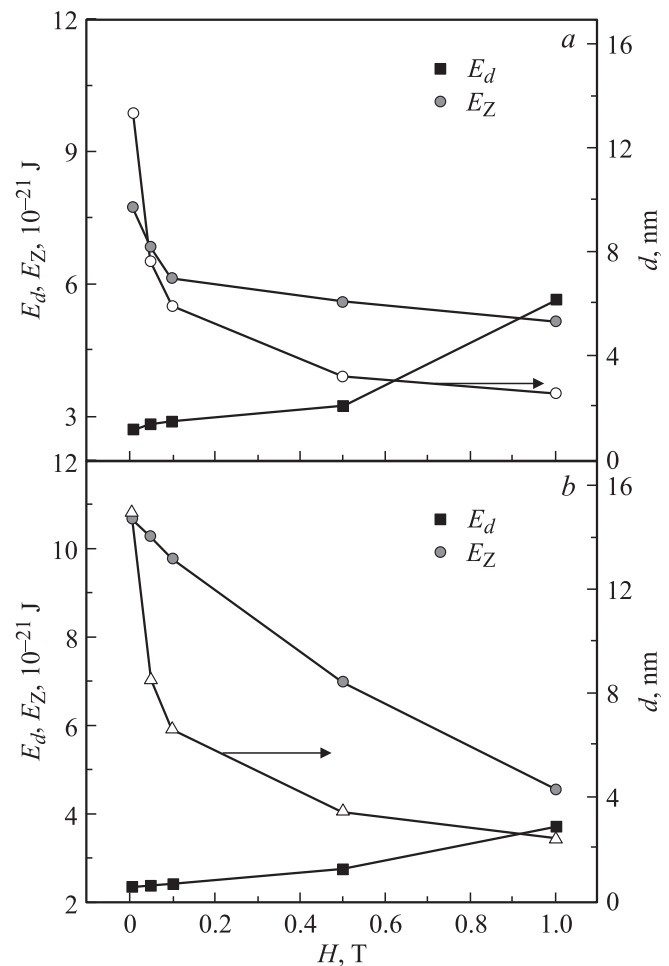 12
9
6
3
E_d, E_Z, 10^{-21} J
a
E_d
E_Z
16
12
8
4
0
d, nm
12
10
8
6
4
2
E_d, E_Z, 10^{-21} J
b
E_d
E_Z
16
12
8
4
0
d, nm
0 0.2 0.4 0.6 0.8 1.0
H, T